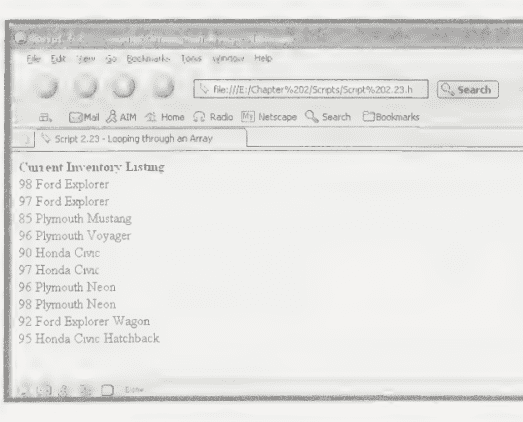 File Edit View Go Bookmarks Tools Window Help
file:///E:/Chapter%202/Scripts/Script%202.23.h Search
Mail AIM Home Radio My Netscape Search Bookmarks
Script 2.23 - Looping through an Array
Current Inventory Listing
98 Ford Explorer
97 Ford Explorer
85 Plymouth Mustang
96 Plymouth Voyager
90 Honda Civic
97 Honda Civic
96 Plymouth Neon
98 Plymouth Neon
92 Ford Explorer Wagon
95 Honda Civic Hatchback
Done